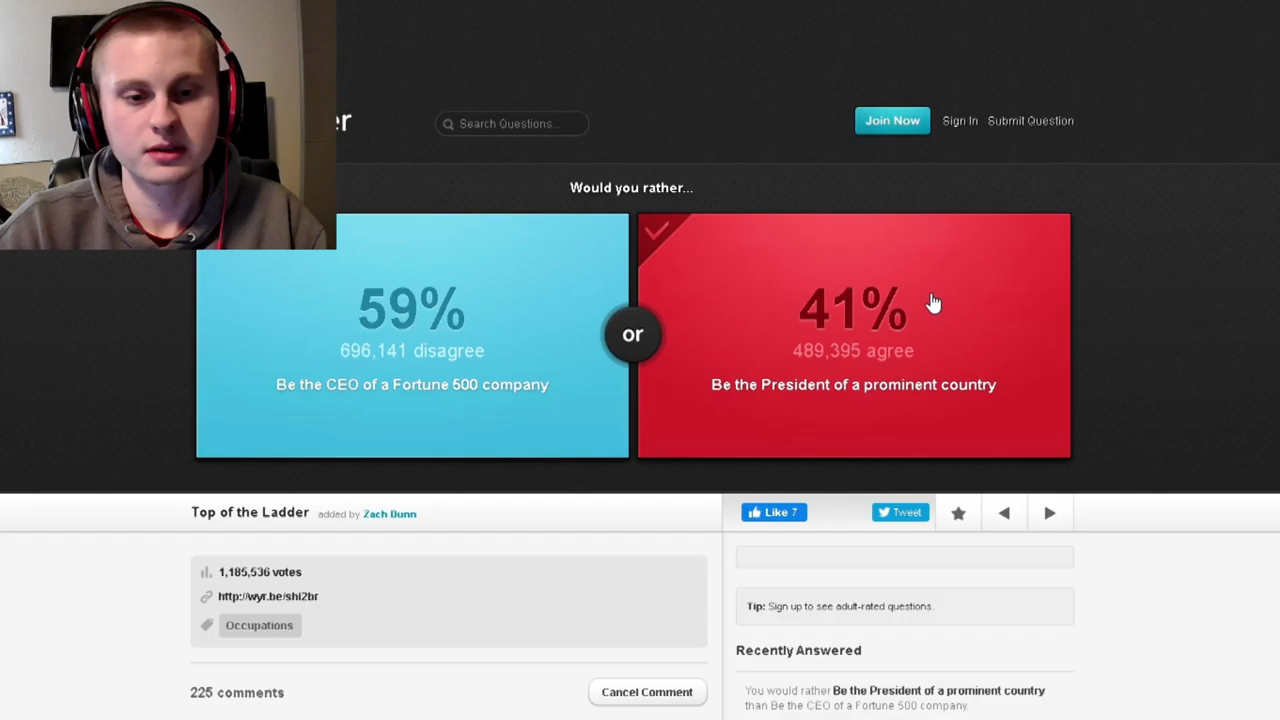 er
Search Questions...
Join Now
Sign In
Submit Question
Would you rather...
59%
696,141 disagree
Be the CEO of a Fortune 500 company
or
41%
489,395 agree
Be the President of a prominent country
Top of the Ladder added by Zach Dunn
Like 7
Tweet
1,185,536 votes
http://wyr.be/shi2br
Occupations
225 comments
Cancel Comment
Tip: Sign up to see adult-rated questions.
Recently Answered
You would rather Be the President of a prominent country
than Be the CEO of a Fortune 500 company.